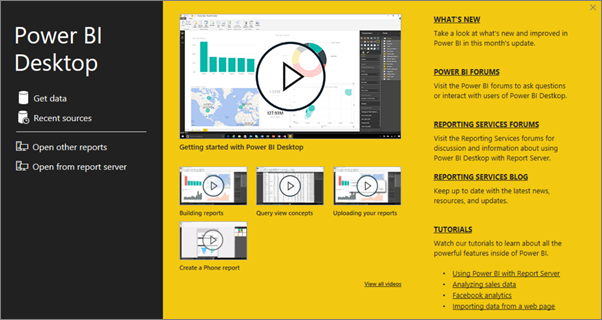 Power BI
Desktop
Get data
Recent sources
Open other reports
Open from report server
Getting started with Power BI Desktop
Building reports
Query view concepts
Uploading your reports
Create a Phone report
View all videos
WHAT'S NEW
Take a look at what's new and improved in
Power BI in this month's update.
POWER BI FORUMS
Visit the Power BI forums to ask questions
or interact with users of Power BI Destkop.
REPORTING SERVICES FORUMS
Visit the Reporting Services forums for
discussion and information about using
Power BI Destkop with Report Server.
REPORTING SERVICES BLOG
Keep up to date with the latest news,
resources, and updates.
TUTORIALS
Watch our tutorials to learn about all the
powerful features inside of Power BI.
• Using Power BI with Report Server
• Analyzing sales data
• Facebook analytics
• Importing data from a web page